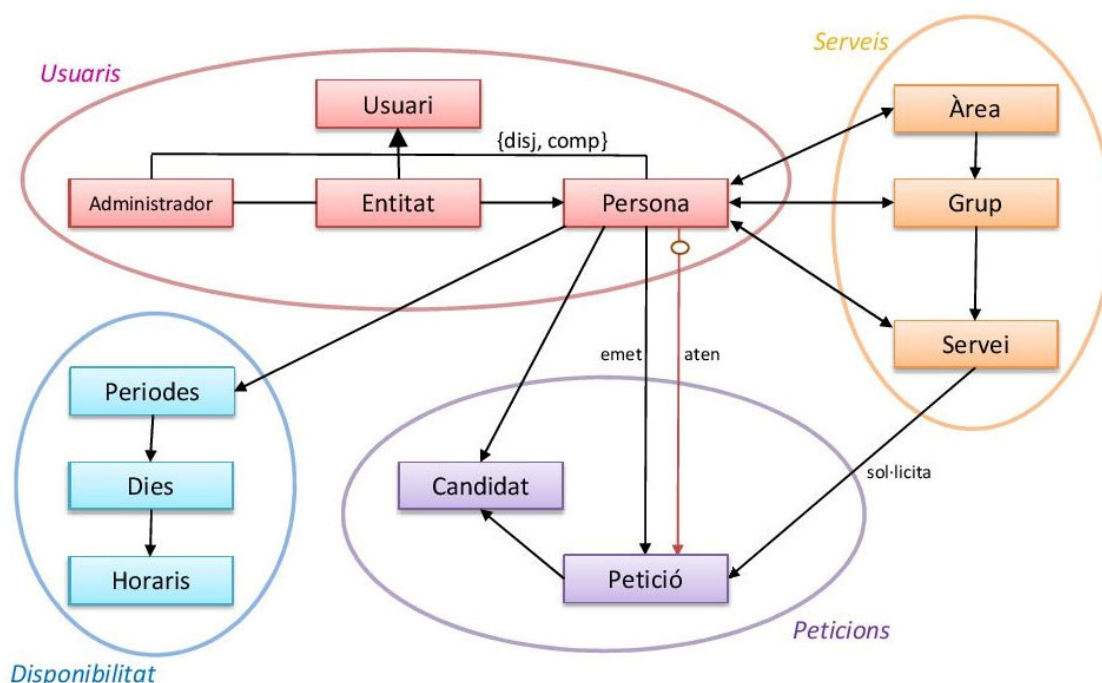 Usuaris
Serveis
Usuari
Àrea
{disj, comp}
Administrador
Entitat
Persona
Grup
emet
aten
Servei
Periodes
sol·licita
Dies
Candidat
Horaris
Petició
Peticions
Disponibilitat